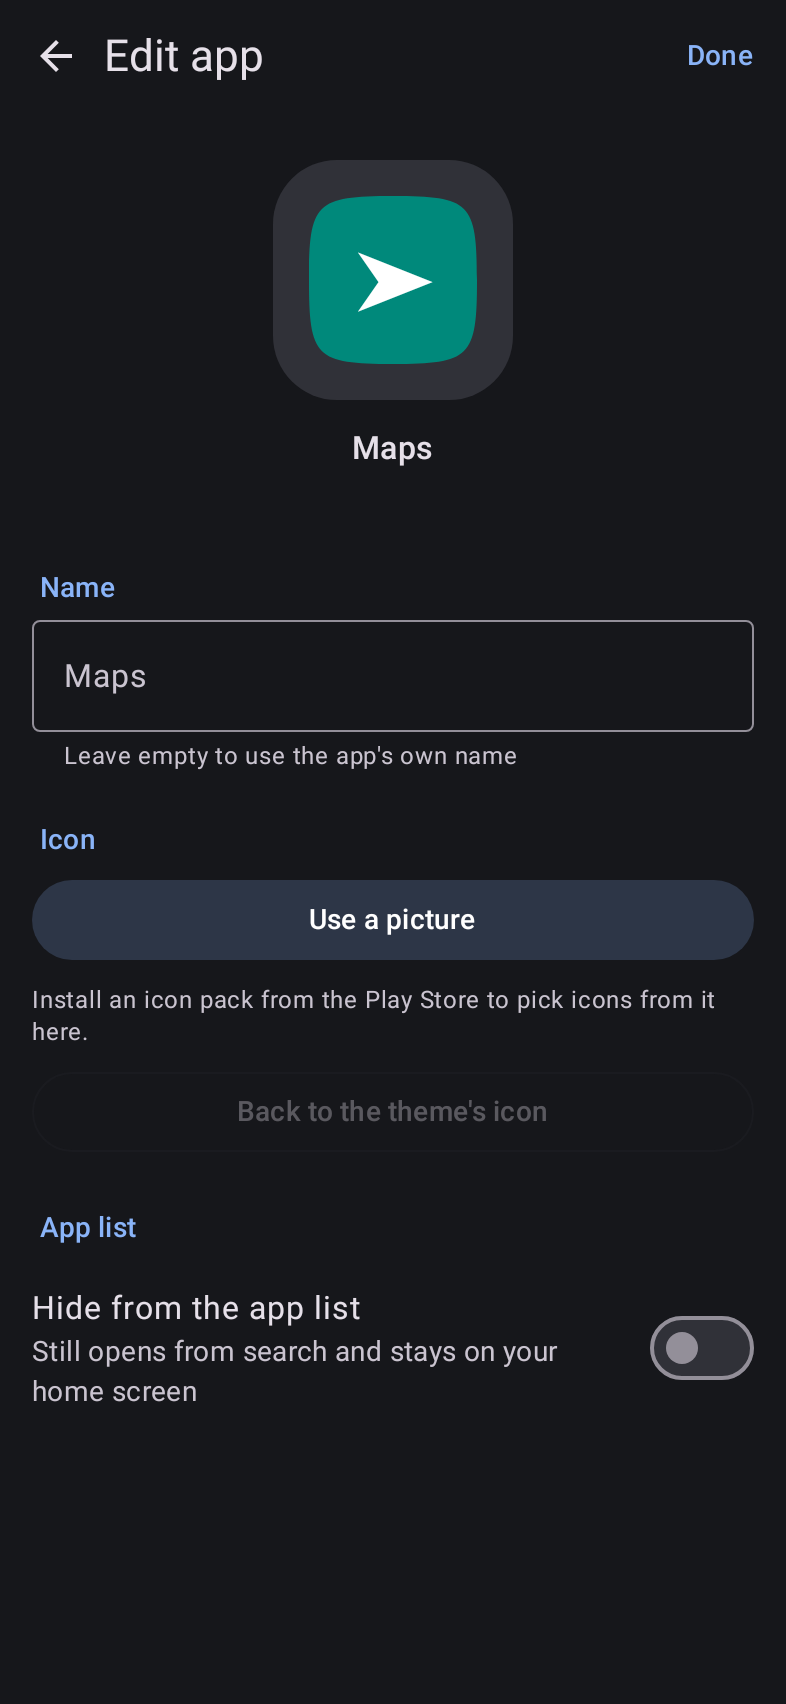 Edit app
Done
Maps
Name
Maps
Leave empty to use the app's own name
Icon
Use a picture
Install an icon pack from the Play Store to pick icons from it
here.
Back to the theme's icon
App list
Hide from the app list
Still opens from search and stays on your
home screen